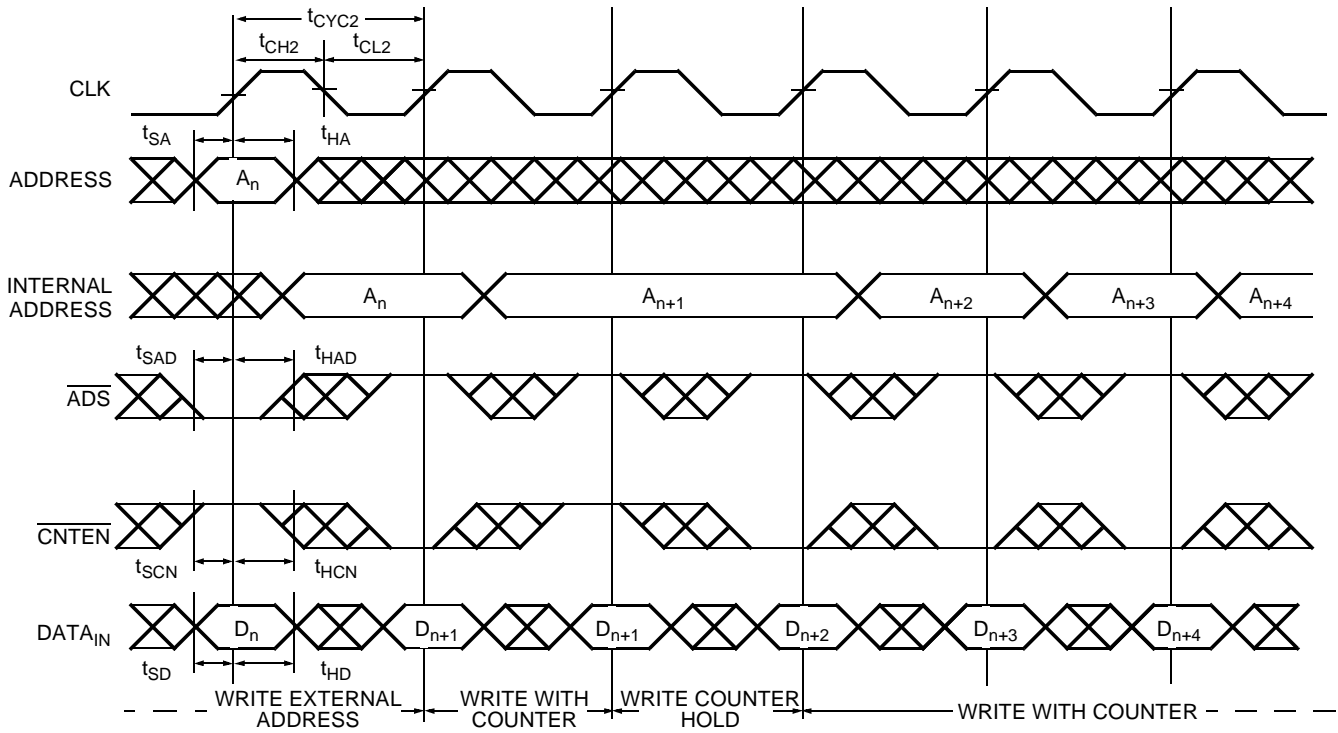 tCYC2
tCH2 tCL2
CLK
tSA tHA
ADDRESS An
INTERNAL
ADDRESS
An An+1 An+2 An+3 An+4
tSAD tHAD
ADS
CNTEN
tSCN tHCN
DATAIN Dn Dn+1 Dn+1 Dn+2 Dn+3 Dn+4
tSD tHD
WRITE EXTERNAL
ADDRESS
WRITE WITH
COUNTER
WRITE COUNTER
HOLD
WRITE WITH COUNTER